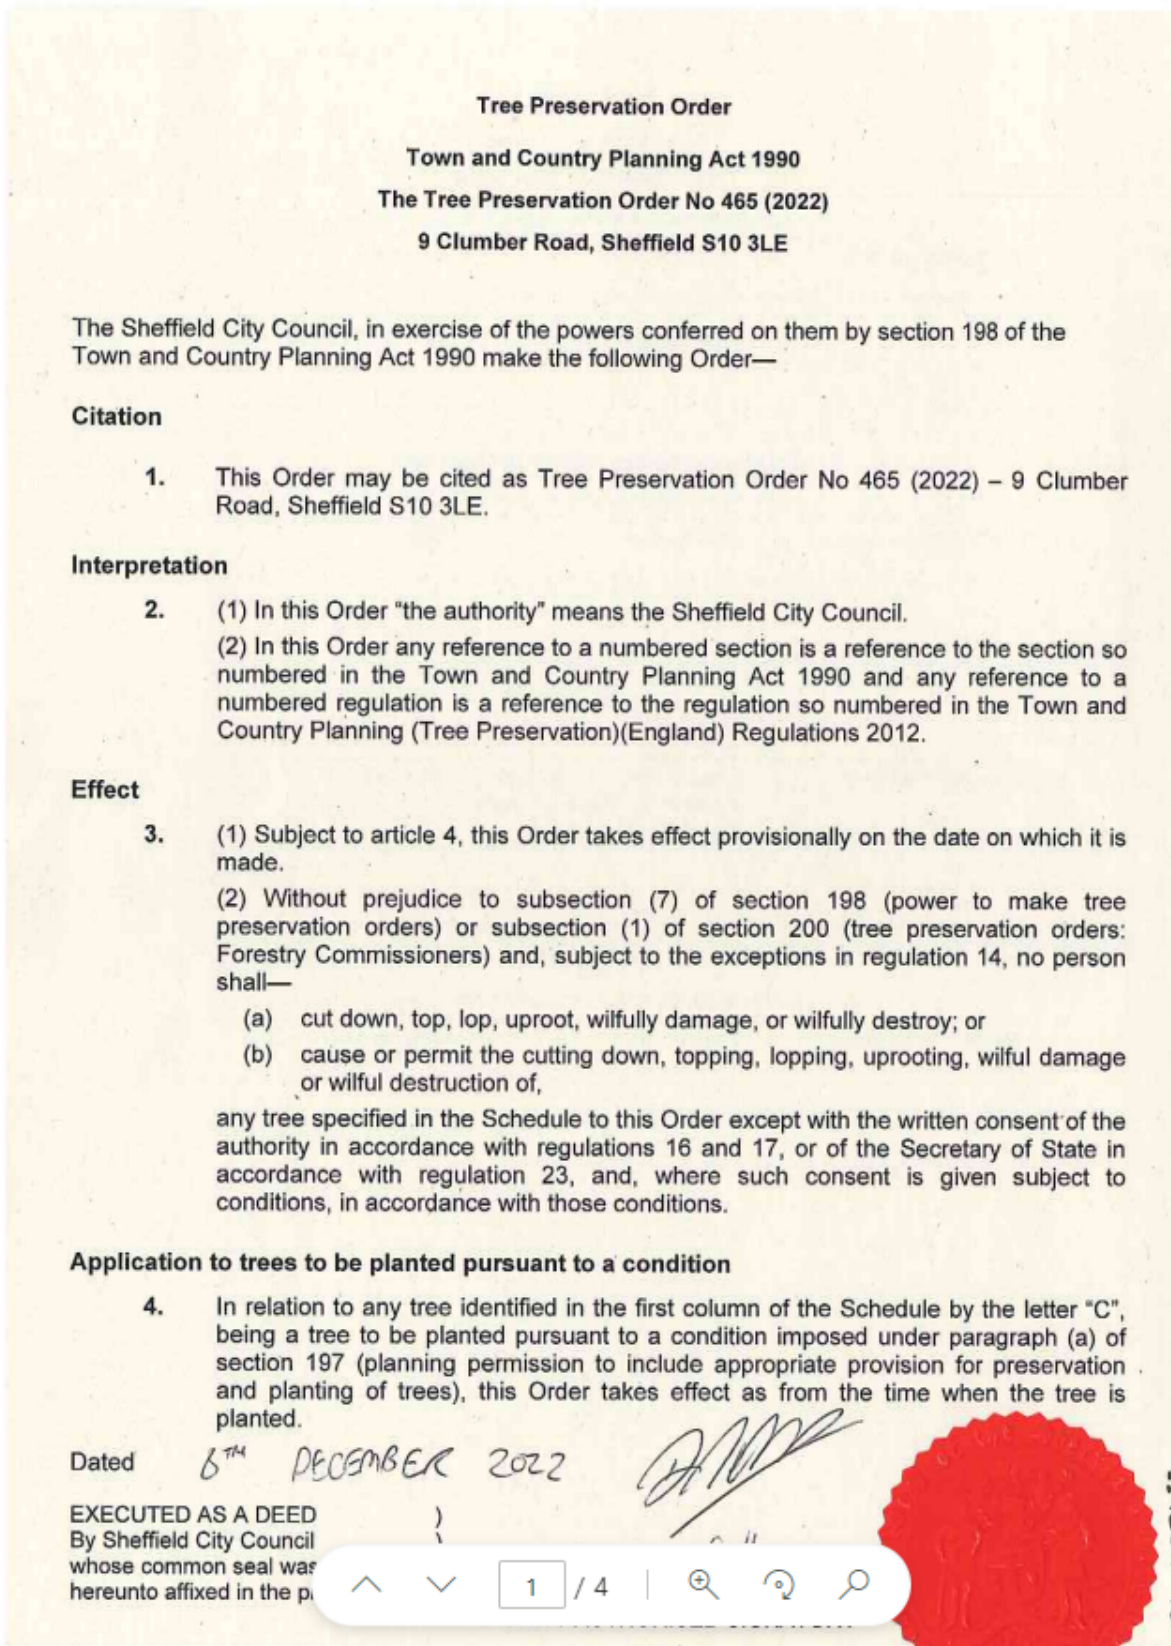 Tree Preservation Order
Town and Country Planning Act 1990
The Tree Preservation Order No 465 (2022)
9 Clumber Road, Sheffield S10 3LE
The Sheffield City Council, in exercise of the powers conferred on them by section 198 of the
Town and Country Planning Act 1990 make the following Order—
Citation
1. This Order may be cited as Tree Preservation Order No 465 (2022) – 9 Clumber
Road, Sheffield S10 3LE.
Interpretation
2. (1) In this Order “the authority” means the Sheffield City Council.
(2) In this Order any reference to a numbered section is a reference to the section so
numbered in the Town and Country Planning Act 1990 and any reference to a
numbered regulation is a reference to the regulation so numbered in the Town and
Country Planning (Tree Preservation)(England) Regulations 2012.
Effect
3. (1) Subject to article 4, this Order takes effect provisionally on the date on which it is
made.
(2) Without prejudice to subsection (7) of section 198 (power to make tree
preservation orders) or subsection (1) of section 200 (tree preservation orders:
Forestry Commissioners) and, subject to the exceptions in regulation 14, no person
shall—
(a) cut down, top, lop, uproot, wilfully damage, or wilfully destroy; or
(b) cause or permit the cutting down, topping, lopping, uprooting, wilful damage
or wilful destruction of,
any tree specified in the Schedule to this Order except with the written consent of the
authority in accordance with regulations 16 and 17, or of the Secretary of State in
accordance with regulation 23, and, where such consent is given subject to
conditions, in accordance with those conditions.
Application to trees to be planted pursuant to a condition
4. In relation to any tree identified in the first column of the Schedule by the letter “C”,
being a tree to be planted pursuant to a condition imposed under paragraph (a) of
section 197 (planning permission to include appropriate provision for preservation
and planting of trees), this Order takes effect as from the time when the tree is
planted.
Dated 8TH DECEMBER 2022
EXECUTED AS A DEED )
By Sheffield City Council )
whose common seal was
hereunto affixed in the
1 / 4